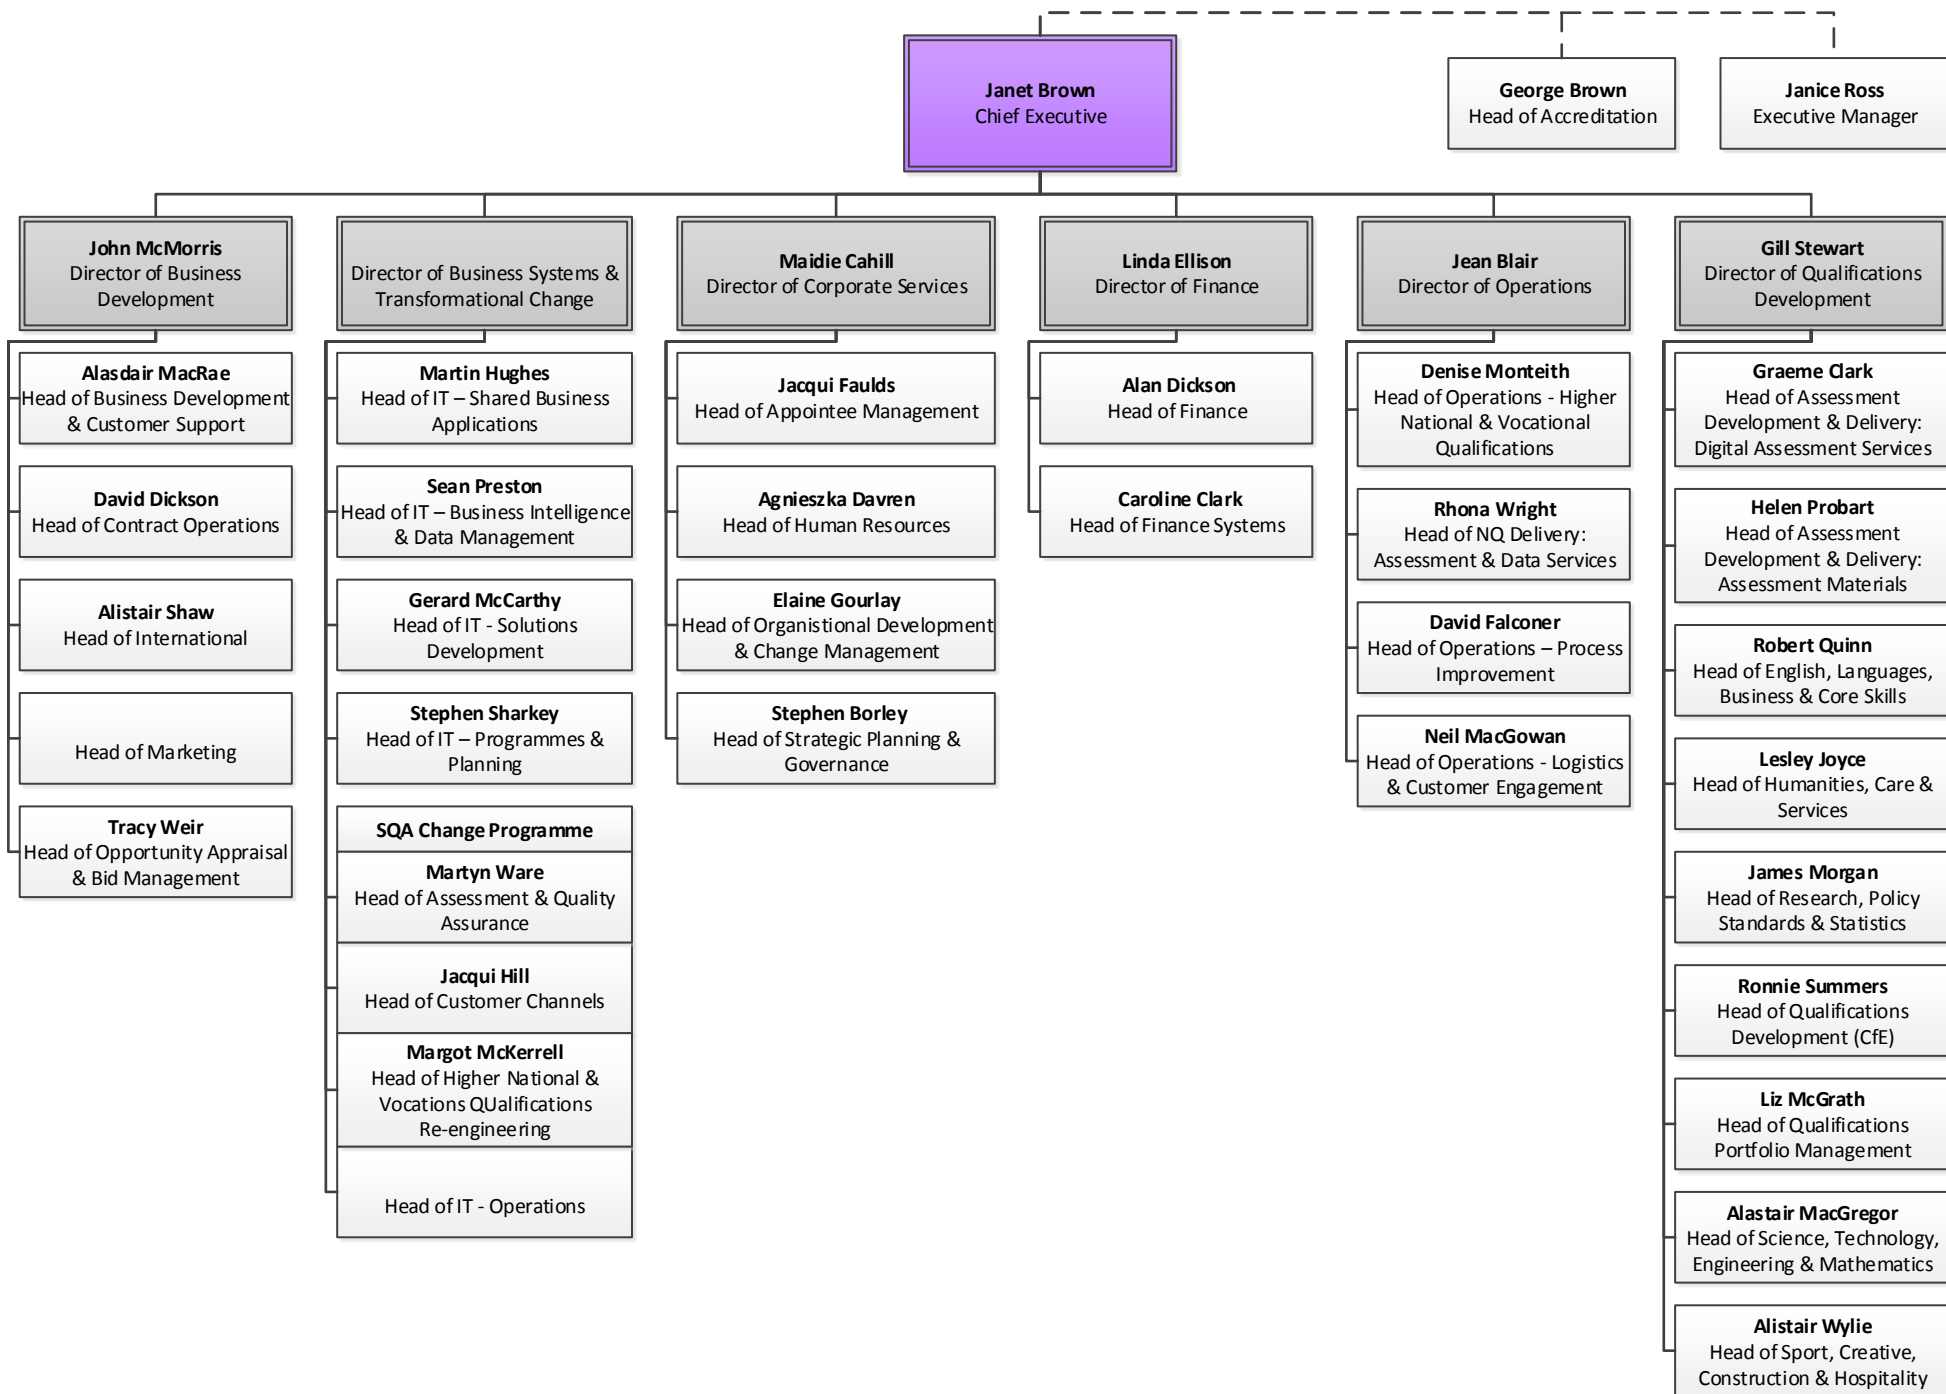 Janet Brown
Chief Executive
George Brown
Head of Accreditation
Janice Ross
Executive Manager
John McMorris
Director of Business
Development
Director of Business Systems &
Transformational Change
Maidie Cahill
Director of Corporate Services
Linda Ellison
Director of Finance
Jean Blair
Director of Operations
Gill Stewart
Director of Qualifications
Development
Alasdair MacRae
Head of Business Development
& Customer Support
David Dickson
Head of Contract Operations
Alistair Shaw
Head of International
Head of Marketing
Tracy Weir
Head of Opportunity Appraisal
& Bid Management
Martin Hughes
Head of IT – Shared Business
Applications
Sean Preston
Head of IT – Business Intelligence
& Data Management
Gerard McCarthy
Head of IT - Solutions
Development
Stephen Sharkey
Head of IT – Programmes &
Planning
SQA Change Programme
Martyn Ware
Head of Assessment & Quality
Assurance
Jacqui Hill
Head of Customer Channels
Margot McKerrell
Head of Higher National &
Vocations QUalifications
Re-engineering
Head of IT - Operations
Jacqui Faulds
Head of Appointee Management
Agnieszka Davren
Head of Human Resources
Elaine Gourlay
Head of Organistional Development
& Change Management
Stephen Borley
Head of Strategic Planning &
Governance
Alan Dickson
Head of Finance
Caroline Clark
Head of Finance Systems
Denise Monteith
Head of Operations - Higher
National & Vocational
Qualifications
Rhona Wright
Head of NQ Delivery:
Assessment & Data Services
David Falconer
Head of Operations – Process
Improvement
Neil MacGowan
Head of Operations - Logistics
& Customer Engagement
Graeme Clark
Head of Assessment
Development & Delivery:
Digital Assessment Services
Helen Probart
Head of Assessment
Development & Delivery:
Assessment Materials
Robert Quinn
Head of English, Languages,
Business & Core Skills
Lesley Joyce
Head of Humanities, Care &
Services
James Morgan
Head of Research, Policy
Standards & Statistics
Ronnie Summers
Head of Qualifications
Development (CfE)
Liz McGrath
Head of Qualifications
Portfolio Management
Alastair MacGregor
Head of Science, Technology,
Engineering & Mathematics
Alistair Wylie
Head of Sport, Creative,
Construction & Hospitality